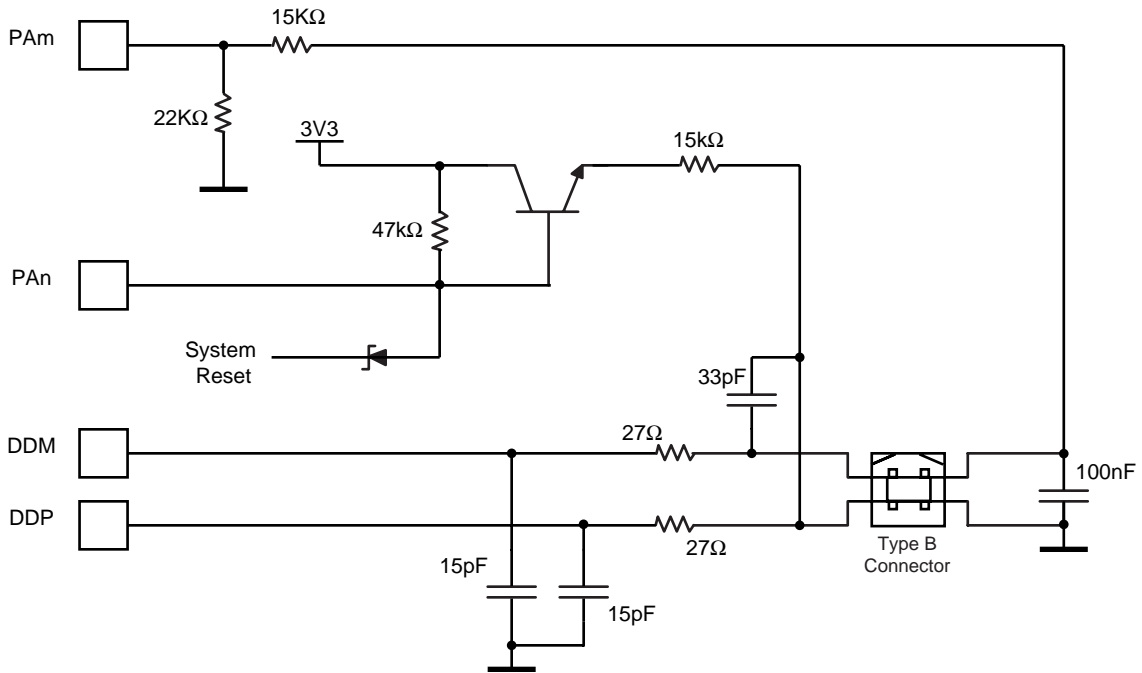 PAm
15KΩ
22KΩ
3V3
15kΩ
47kΩ
PAn
System
Reset
33pF
DDM
27Ω
100nF
DDP
27Ω
Type B
Connector
15pF
15pF